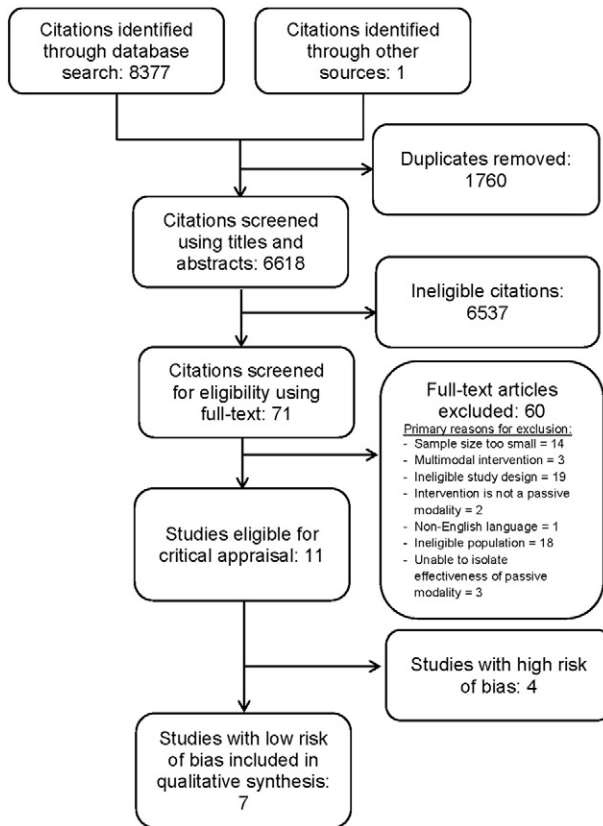 Citations identified
through database
search: 8377
Citations identified
through other
sources: 1
Duplicates removed:
1760
Citations screened
using titles and
abstracts: 6618
Ineligible citations:
6537
Citations screened
for eligibility using
full-text: 71
Full-text articles
excluded: 60
Primary reasons for exclusion:
- Sample size too small = 14
- Multimodal intervention = 3
- Ineligible study design = 19
- Intervention is not a passive
modality = 2
- Non-English language = 1
- Ineligible population = 18
- Unable to isolate
effectiveness of passive
modality = 3
Studies eligible for
critical appraisal: 11
Studies with high risk
of bias: 4
Studies with low risk
of bias included in
qualitative synthesis:
7